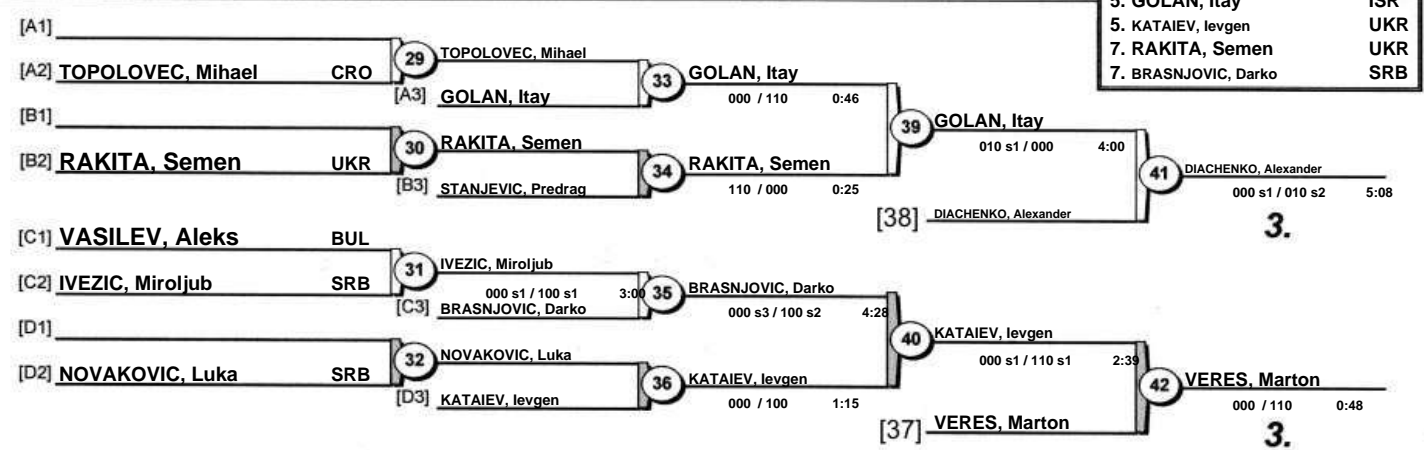 5. GOLAN, Itay ISR
5. KATAIEV, Ievgen UKR
7. RAKITA, Semen UKR
7. BRASNJOVIC, Darko SRB
[A1]
[A2] TOPOLOVEC, Mihael CRO
29
TOPOLOVEC, Mihael
[A3] GOLAN, Itay
33
GOLAN, Itay
000 / 110 0:46
[B1]
[B2] RAKITA, Semen UKR
30
RAKITA, Semen
[B3] STANJEVIC, Predrag
34
RAKITA, Semen
110 / 000 0:25
39
GOLAN, Itay
010 s1 / 000 4:00
[38] DIACHENKO, Alexander
41
DIACHENKO, Alexander
000 s1 / 010 s2 5:08
3.
[C1] VASILEV, Aleks BUL
[C2] IVEZIC, Miroljub SRB
31
IVEZIC, Miroljub
000 s1 / 100 s1 3:00
[C3] BRASNJOVIC, Darko
35
BRASNJOVIC, Darko
000 s3 / 100 s2 4:28
[D1]
[D2] NOVAKOVIC, Luka SRB
32
NOVAKOVIC, Luka
[D3] KATAIEV, Ievgen
36
KATAIEV, Ievgen
000 / 100 1:15
40
KATAIEV, Ievgen
000 s1 / 110 s1 2:39
[37] VERES, Marton
42
VERES, Marton
000 / 110 0:48
3.